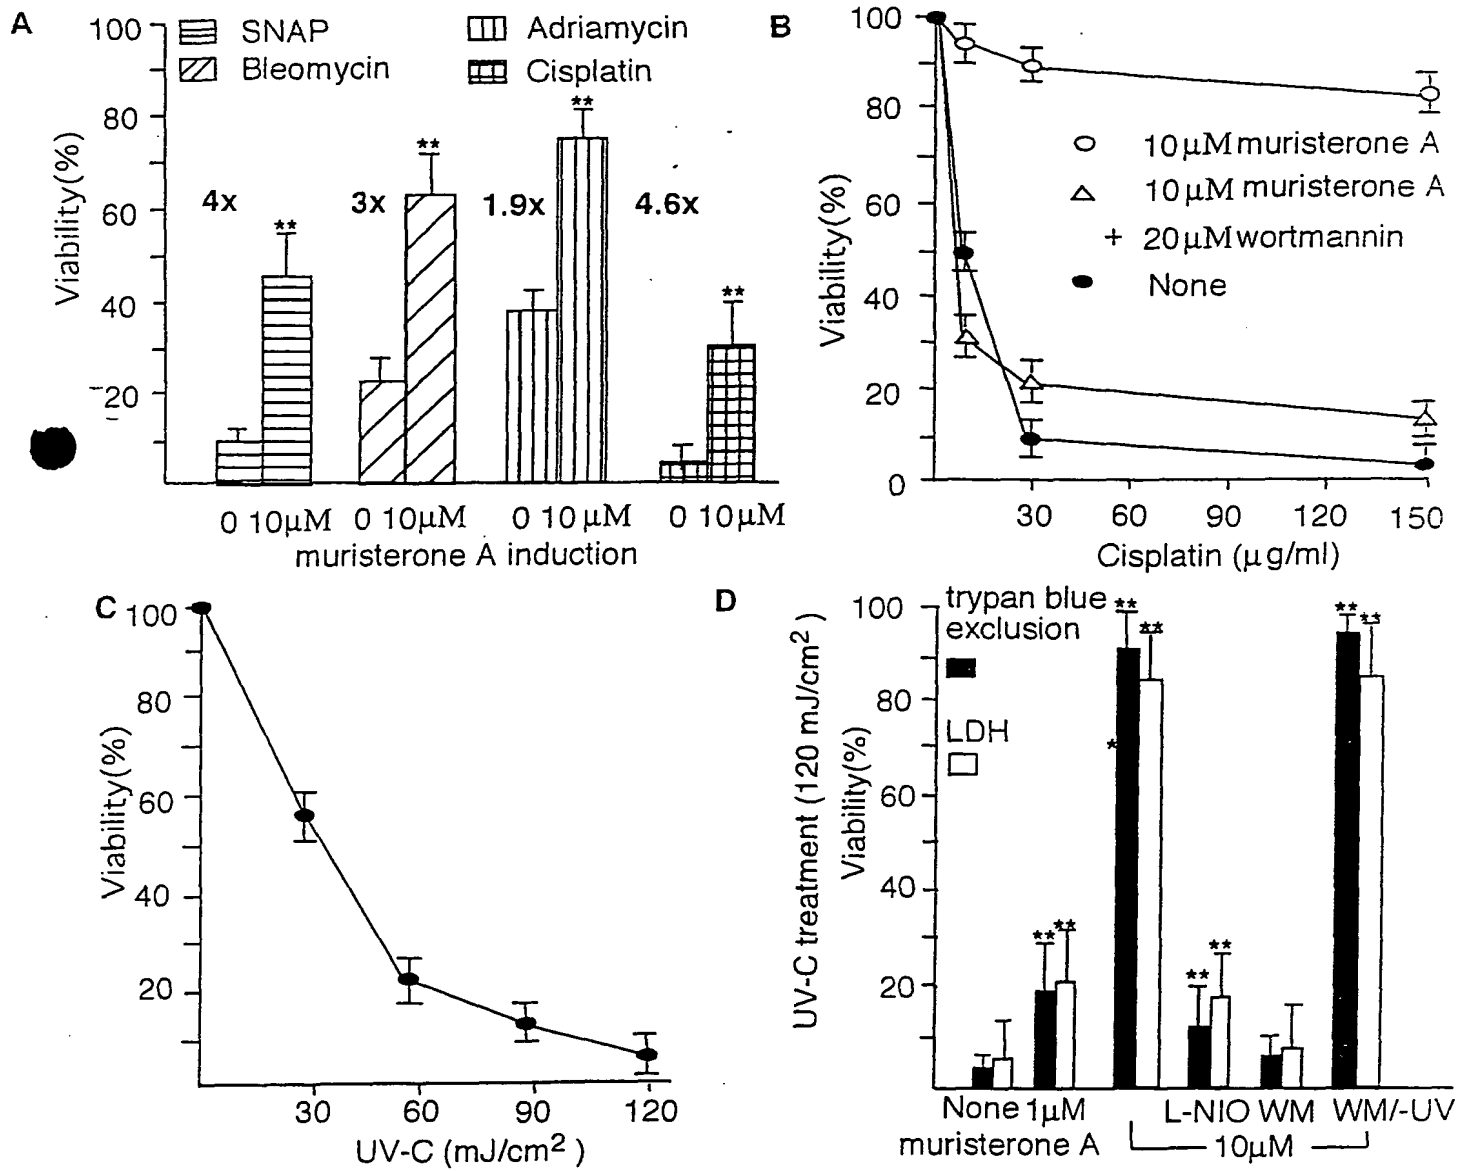 A
100
80
60
40
20
Viability(%)
SNAP
Bleomycin
Adriamycin
Cisplatin
4x
3x
1.9x
4.6x
**
**
**
**
0 10μM 0 10μM 0 10μM 0 10μM
muristerone A induction
B
100
80
60
40
20
0
Viability(%)
10μM muristerone A
10μM muristerone A
+ 20μM wortmannin
None
30 60 90 120 150
Cisplatin (μg/ml)
C
100
80
60
40
20
Viability(%)
30 60 90 120
UV-C (mJ/cm2)
D
UV-C treatment (120 mJ/cm2)
Viability(%)
100
80
60
40
20
trypan blue
exclusion
LDH
** **
** **
*
** **
** **
None 1μM L-NIO WM WM/-UV
muristerone A 10μM